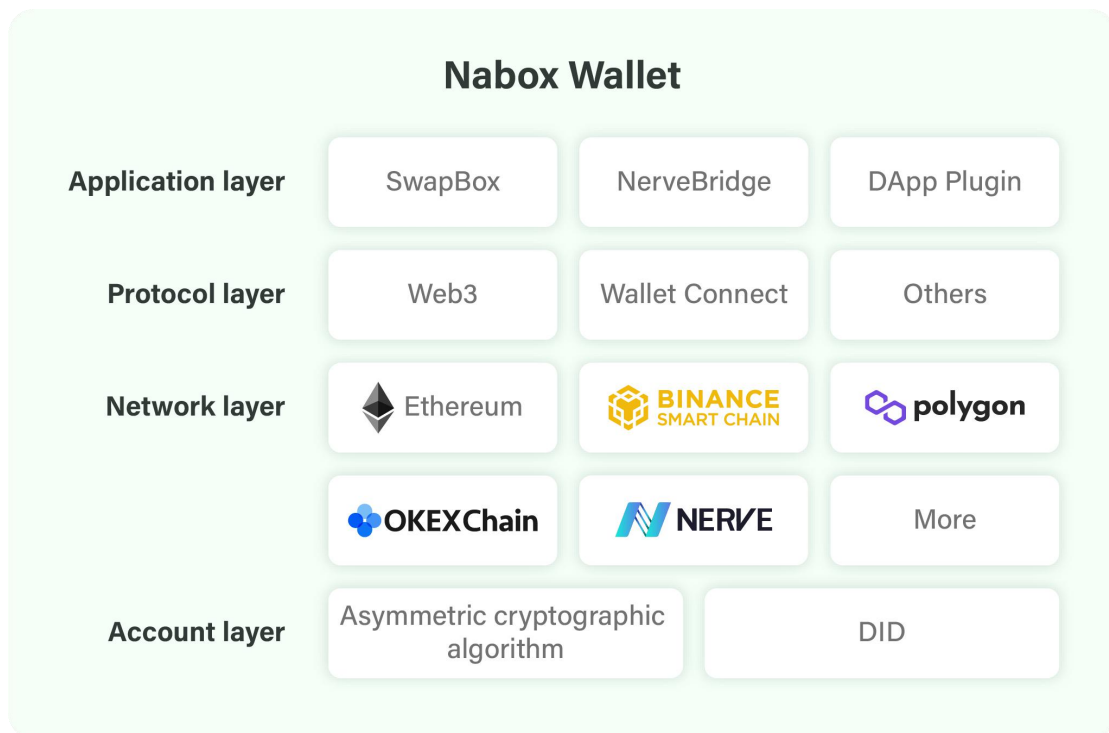 Nabox Wallet
Application layer
SwapBox
NerveBridge
DApp Plugin
Protocol layer
Web3
Wallet Connect
Others
Network layer
Ethereum
BINANCE
SMART CHAIN
polygon
OKEXChain
NERVE
More
Account layer
Asymmetric cryptographic
algorithm
DID